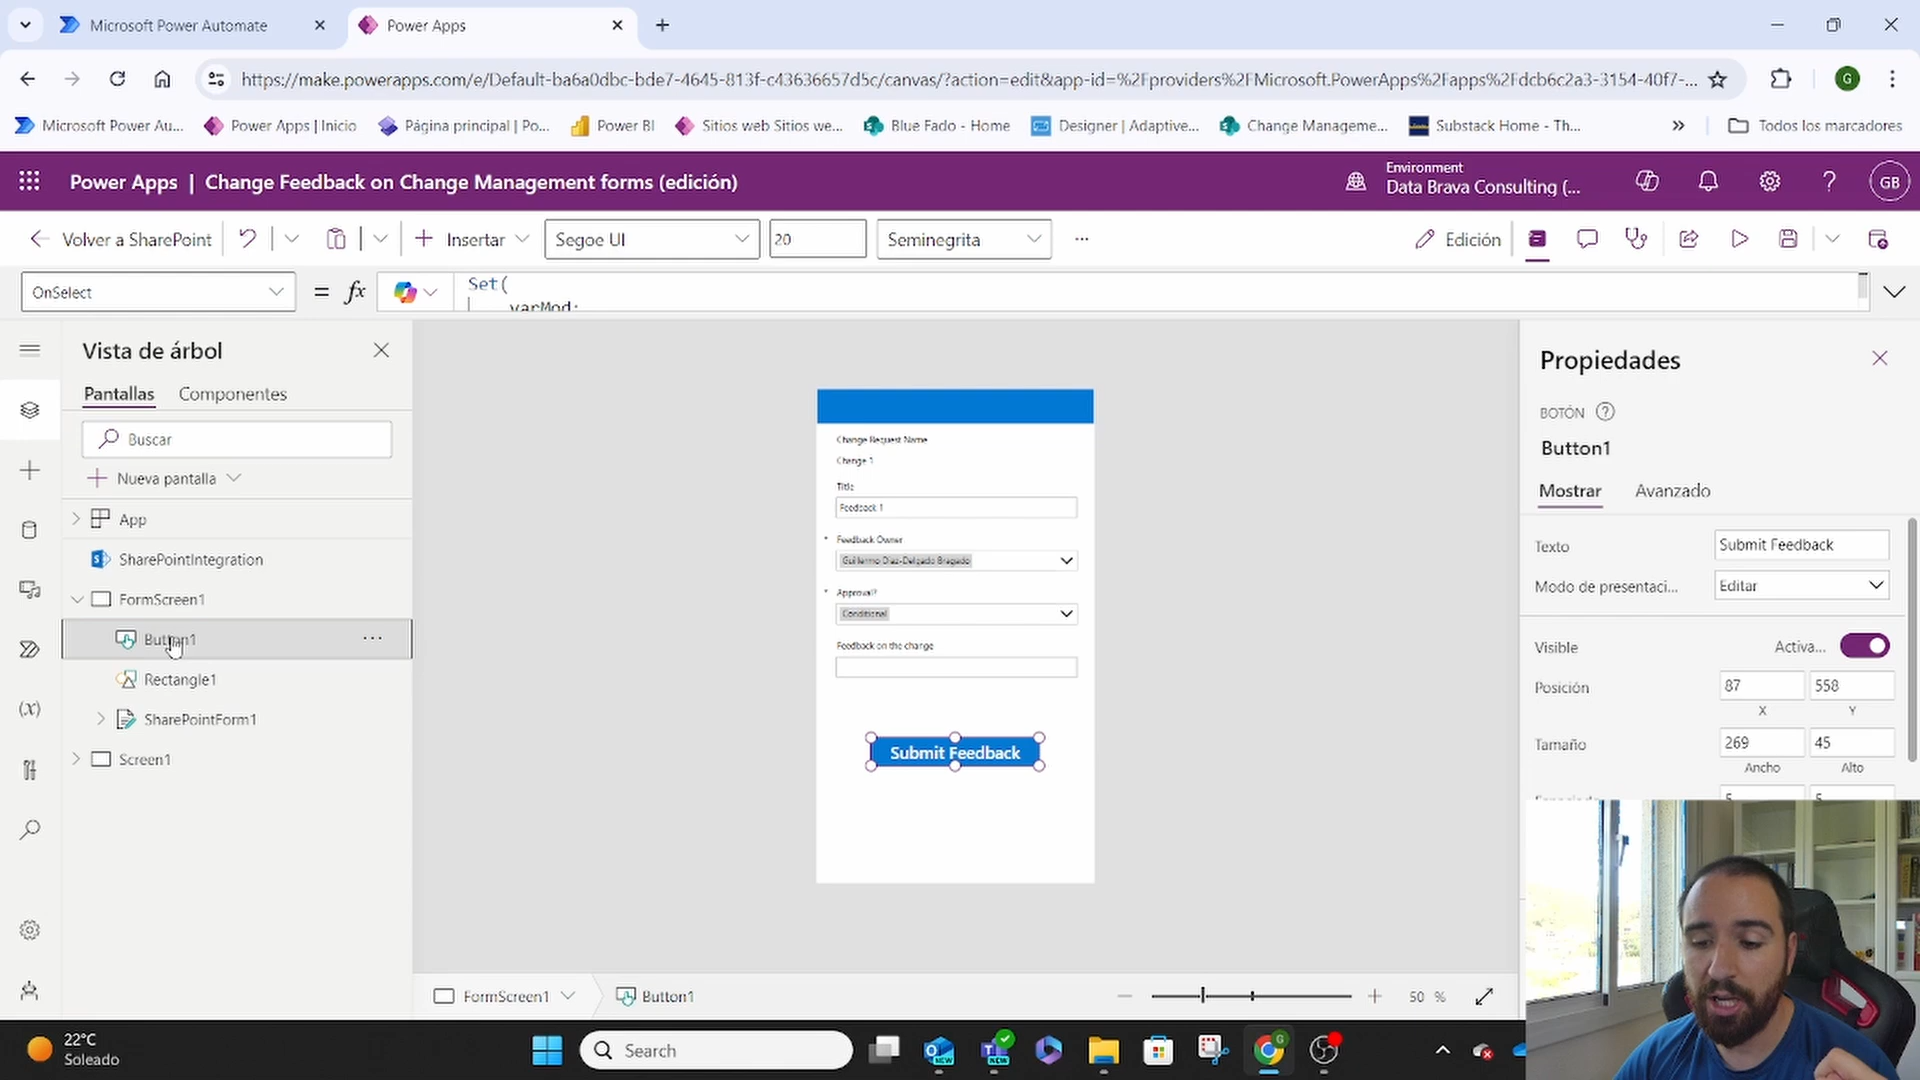 Microsoft Power Automate
Power Apps
https://make.powerapps.com/e/Default-ba6a0dbc-bde7-4645-813f-c43636657d5c/canvas/?action=edit&app-id=%2Fproviders%2FMicrosoft.PowerApps%2Fapps%2Fdcb6c2a3-3154-40f7-...
G
Microsoft Power Au...
Power Apps | Inicio
Página principal | Po...
Power BI
Sitios web Sitios we...
Blue Fado - Home
Designer | Adaptive...
Change Manageme...
Substack Home - Th...
Todos los marcadores
Power Apps | Change Feedback on Change Management forms (edición)
Environment
Data Brava Consulting (...
GB
Volver a SharePoint
Insertar
Segoe UI
20
Seminegrita
...
Edición
OnSelect
= fx
Set(
varMod;
Vista de árbol
Pantallas
Componentes
Buscar
Nueva pantalla
App
SharePointIntegration
FormScreen1
Button1
...
Rectangle1
SharePointForm1
Screen1
(x)
Change Request Name
Change 1
Title
Feedback 1
* Feedback Owner
Guillermo Diaz-Delgado Bragado
* Approval?
Conditional
Feedback on the change
Submit Feedback
Propiedades
BOTÓN
Button1
Mostrar
Avanzado
Texto
Submit Feedback
Modo de presentaci...
Editar
Visible
Activa...
Posición
87
558
X
Y
Tamaño
269
45
Ancho
Alto
FormScreen1
Button1
50 %
22°C
Soleado
Search
NEW
NEW
G